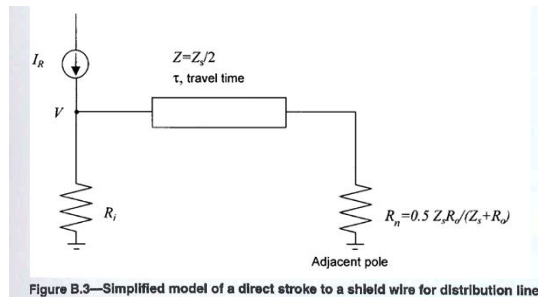 I_R
Z=Z_s/2
τ, travel time
V
R_i
R_n=0.5 Z_sR_o/(Z_s+R_o)
Adjacent pole
Figure B.3—Simplified model of a direct stroke to a shield wire for distribution line